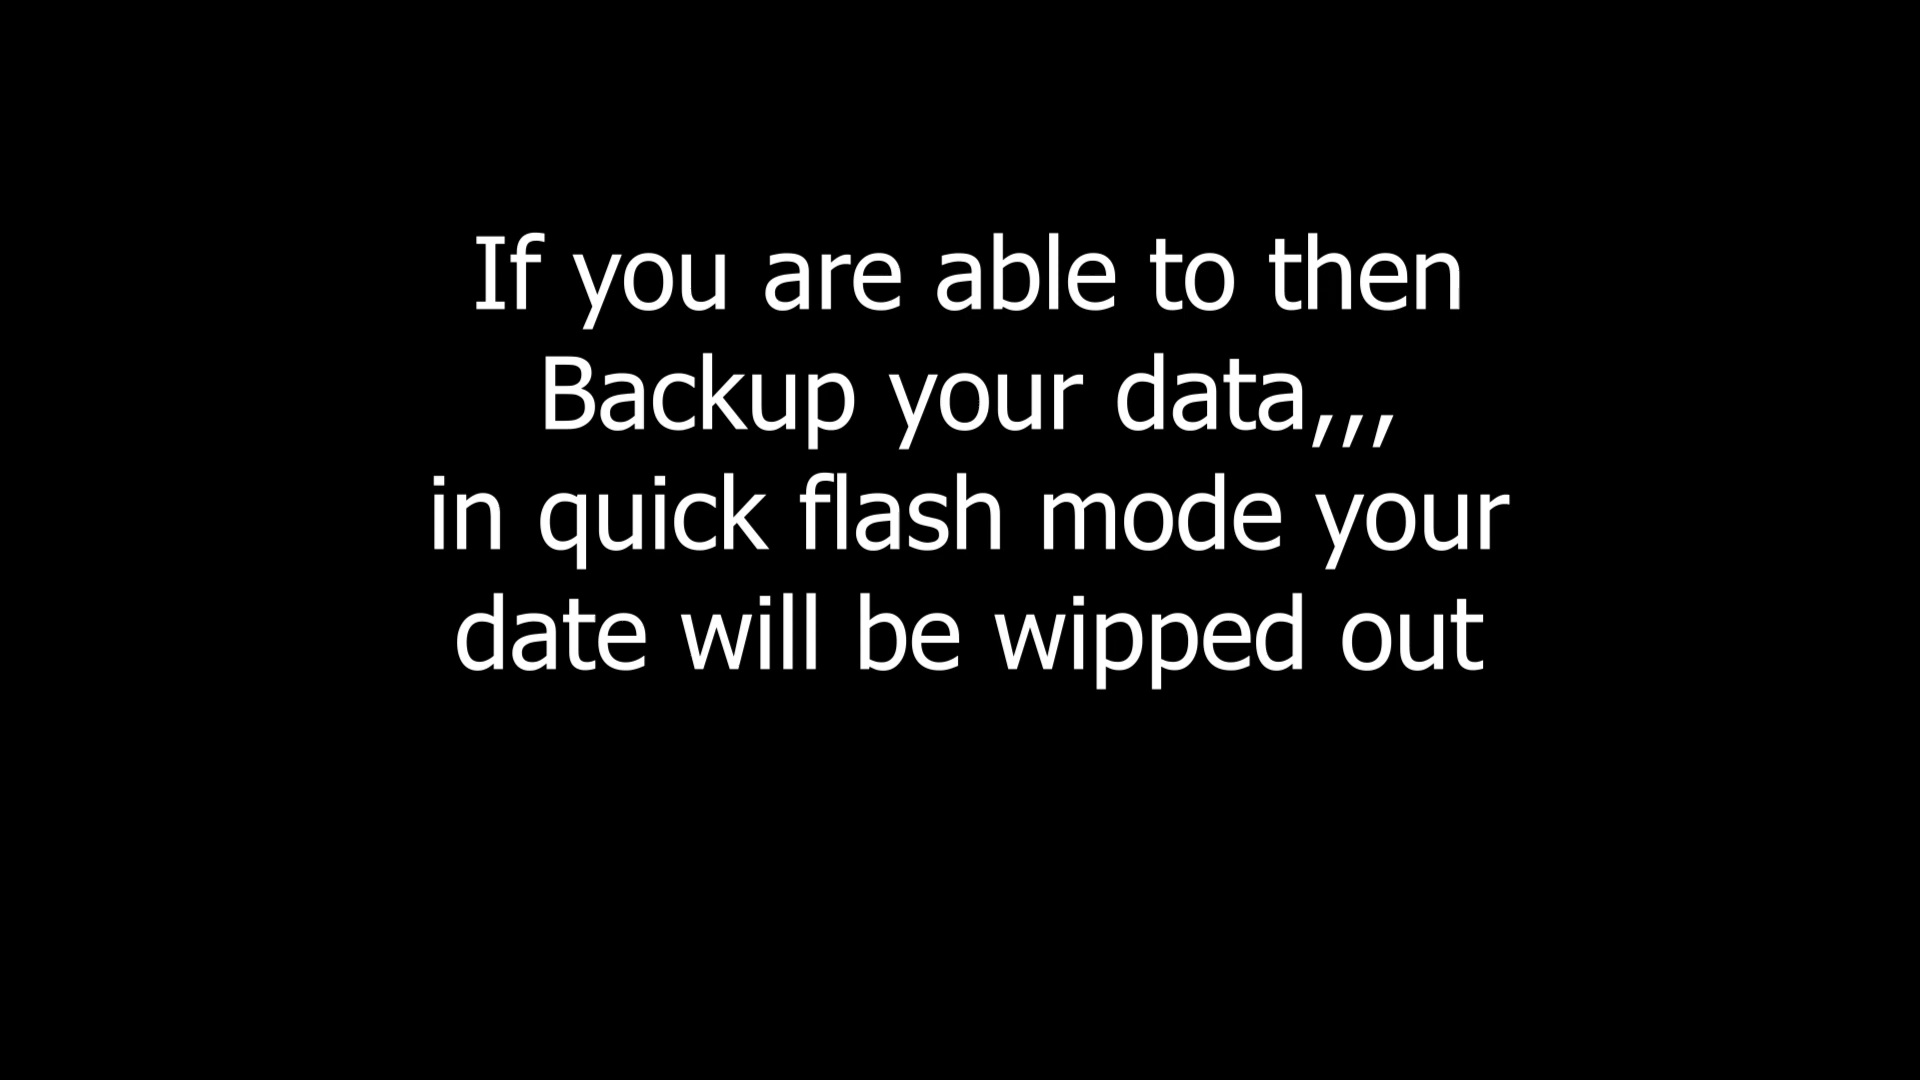 If you are able to then
Backup your data,,,
in quick flash mode your
date will be wipped out